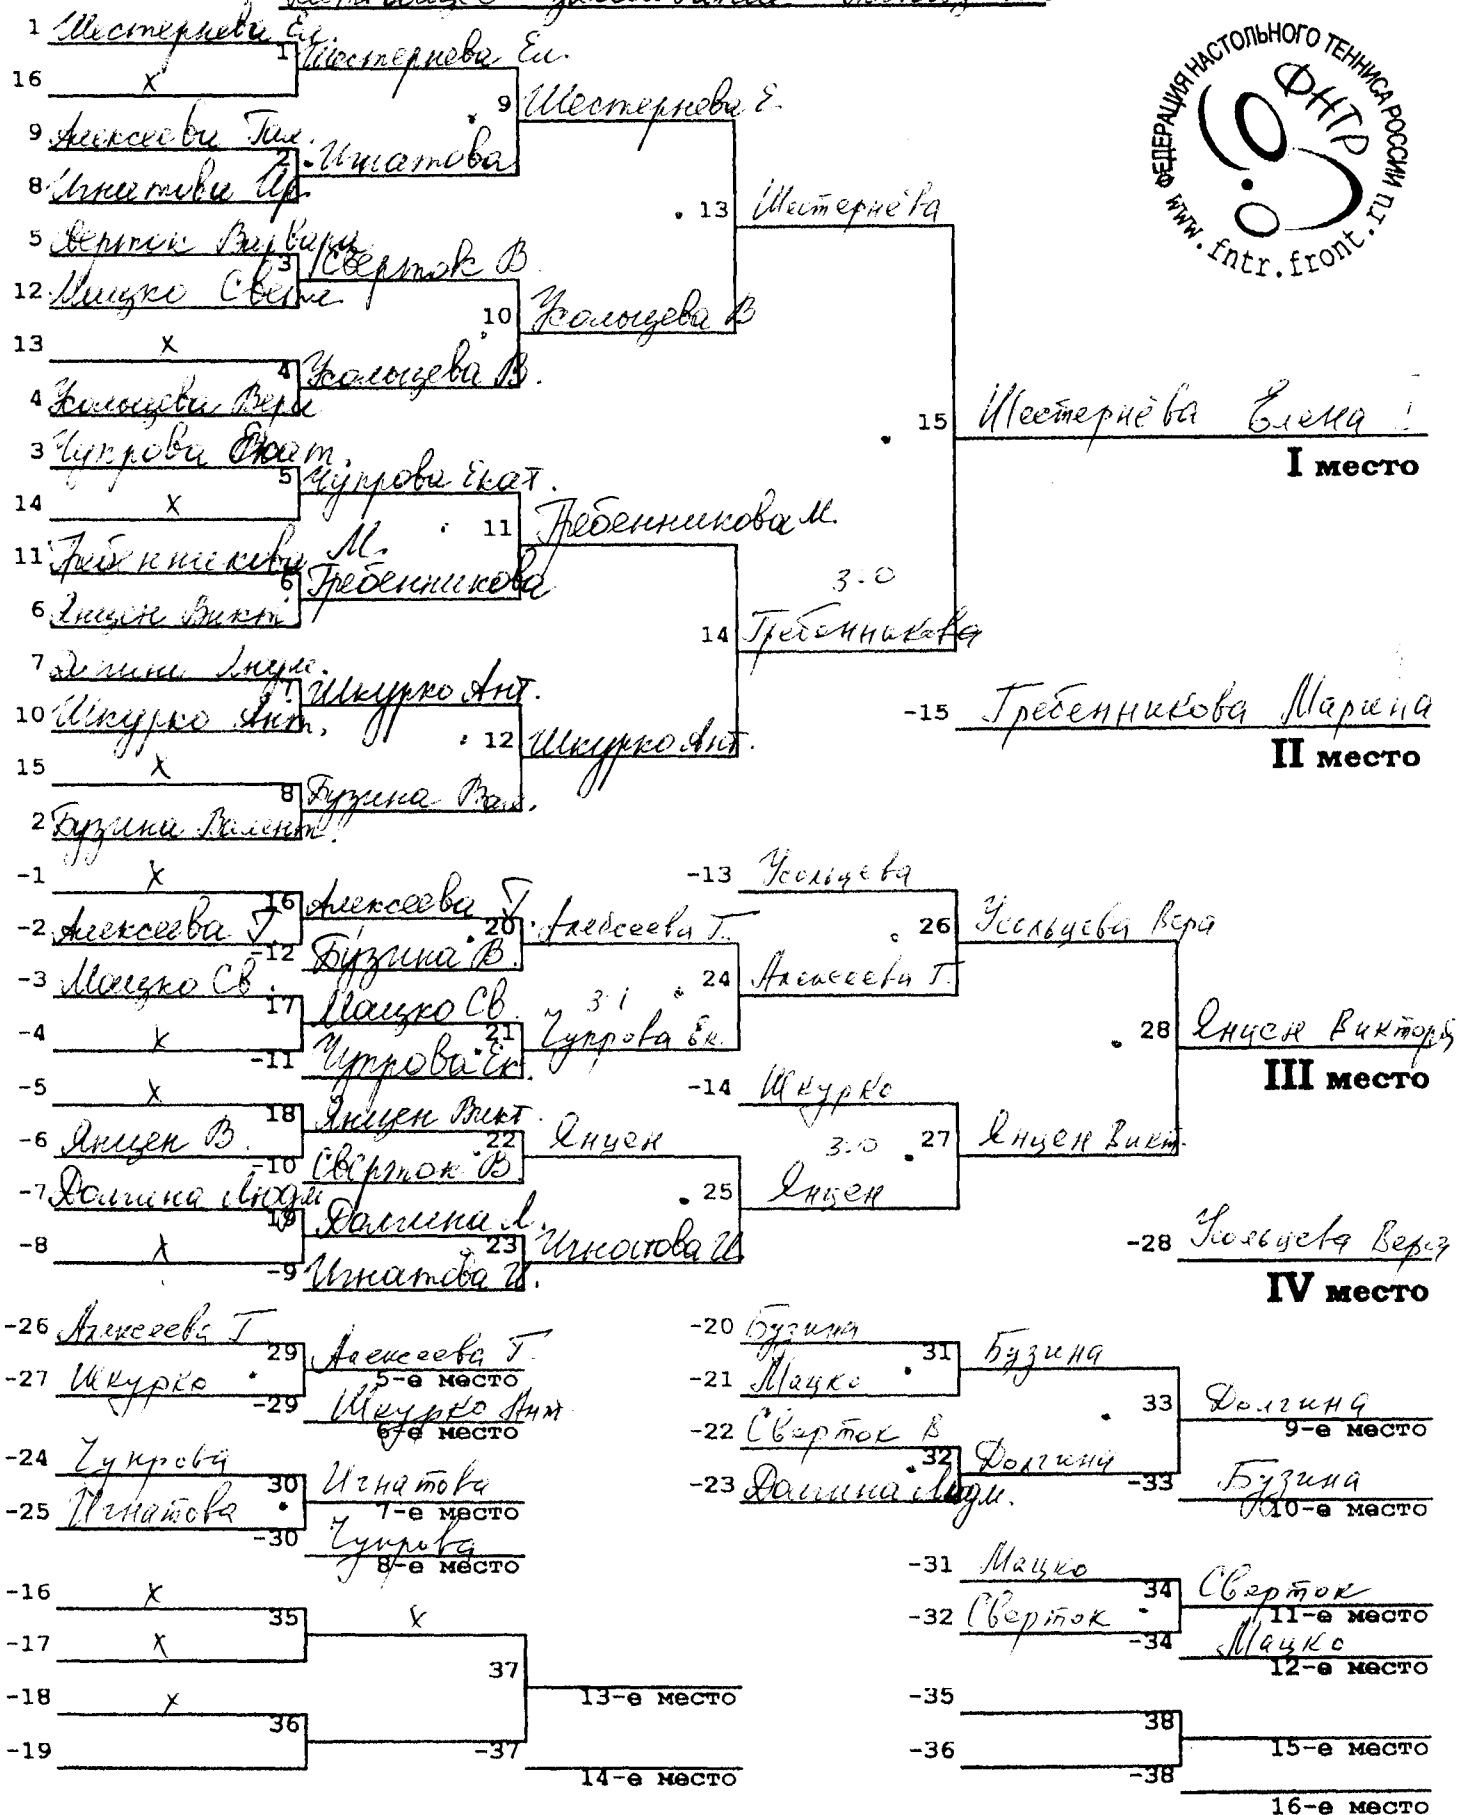 1 Шестернева Ел.
16 х
1 Шестернева Ел.
9 Алексеева Гал.
8 Игнатова Ир.
2 Игнатова
9 Шестернева Е.
5 Сверток Варвара
12 Мацко Светл
3 Сверток В
13 х
4 Усольцева Вера
4 Усольцева В.
10 Усольцева В
13 Шестернёва
3 Чупрова Екат.
14 х
5 Чупрова Екат.
11 Гребенникова М.
6 Янцен Викт
6 Гребенникова
11 Гребенникова М.
7 Долгина Людм.
10 Шкурко Ант.
7 Шкурко Ант.
15 х
2 Бузина Валент.
8 Бузина Вал.
12 Шкурко Ант.
14 Гребенникова
3:0
15 Шестернёва Елена
I место
-15 Гребенникова Марина
II место
ФЕДЕРАЦИЯ НАСТОЛЬНОГО ТЕННИСА РОССИИ
ФНТР
www.fntr.front.ru
-1 х
-2 Алексеева Г
16 Алексеева Г
-12 Бузина В.
20 Алексеева Г.
-3 Мацко Св.
-4 х
17 Мацко Св.
-11 Чупрова Ек.
21 Чупрова Ек.
3 1
-13 Усольцева
24 Алексеева Г.
26 Усольцева Вера
-5 х
-6 Янцен В.
18 Янцен Викт.
-10 Сверток В
22 Янцен
-7 Долгина Людм
-8 х
19 Долгина Л.
-9 Игнатова И.
23 Игнатова И.
-14 Шкурко
3:0
25 Янцен
27 Янцен Викт.
28 Янцен Виктория
III место
-28 Усольцева Вера
IV место
-26 Алексеева Г
-27 Шкурко
29 Алексеева Г.
5-е место
-29 Шкурко Ант
6-е место
-24 Чупрова
-25 Игнатова
30 Игнатова
7-е место
-30 Чупрова
8-е место
-20 Бузина
-21 Мацко
31 Бузина
-22 Сверток В
-23 Долгина Людм.
32 Долгина
33 Долгина
9-е место
-33 Бузина
10-е место
-31 Мацко
-32 Сверток
34 Сверток
11-е место
-34 Мацко
12-е место
-16 х
-17 х
35 х
-18 х
-19
36
37
13-е место
-37
14-е место
-35
-36
38
15-е место
-38
16-е место